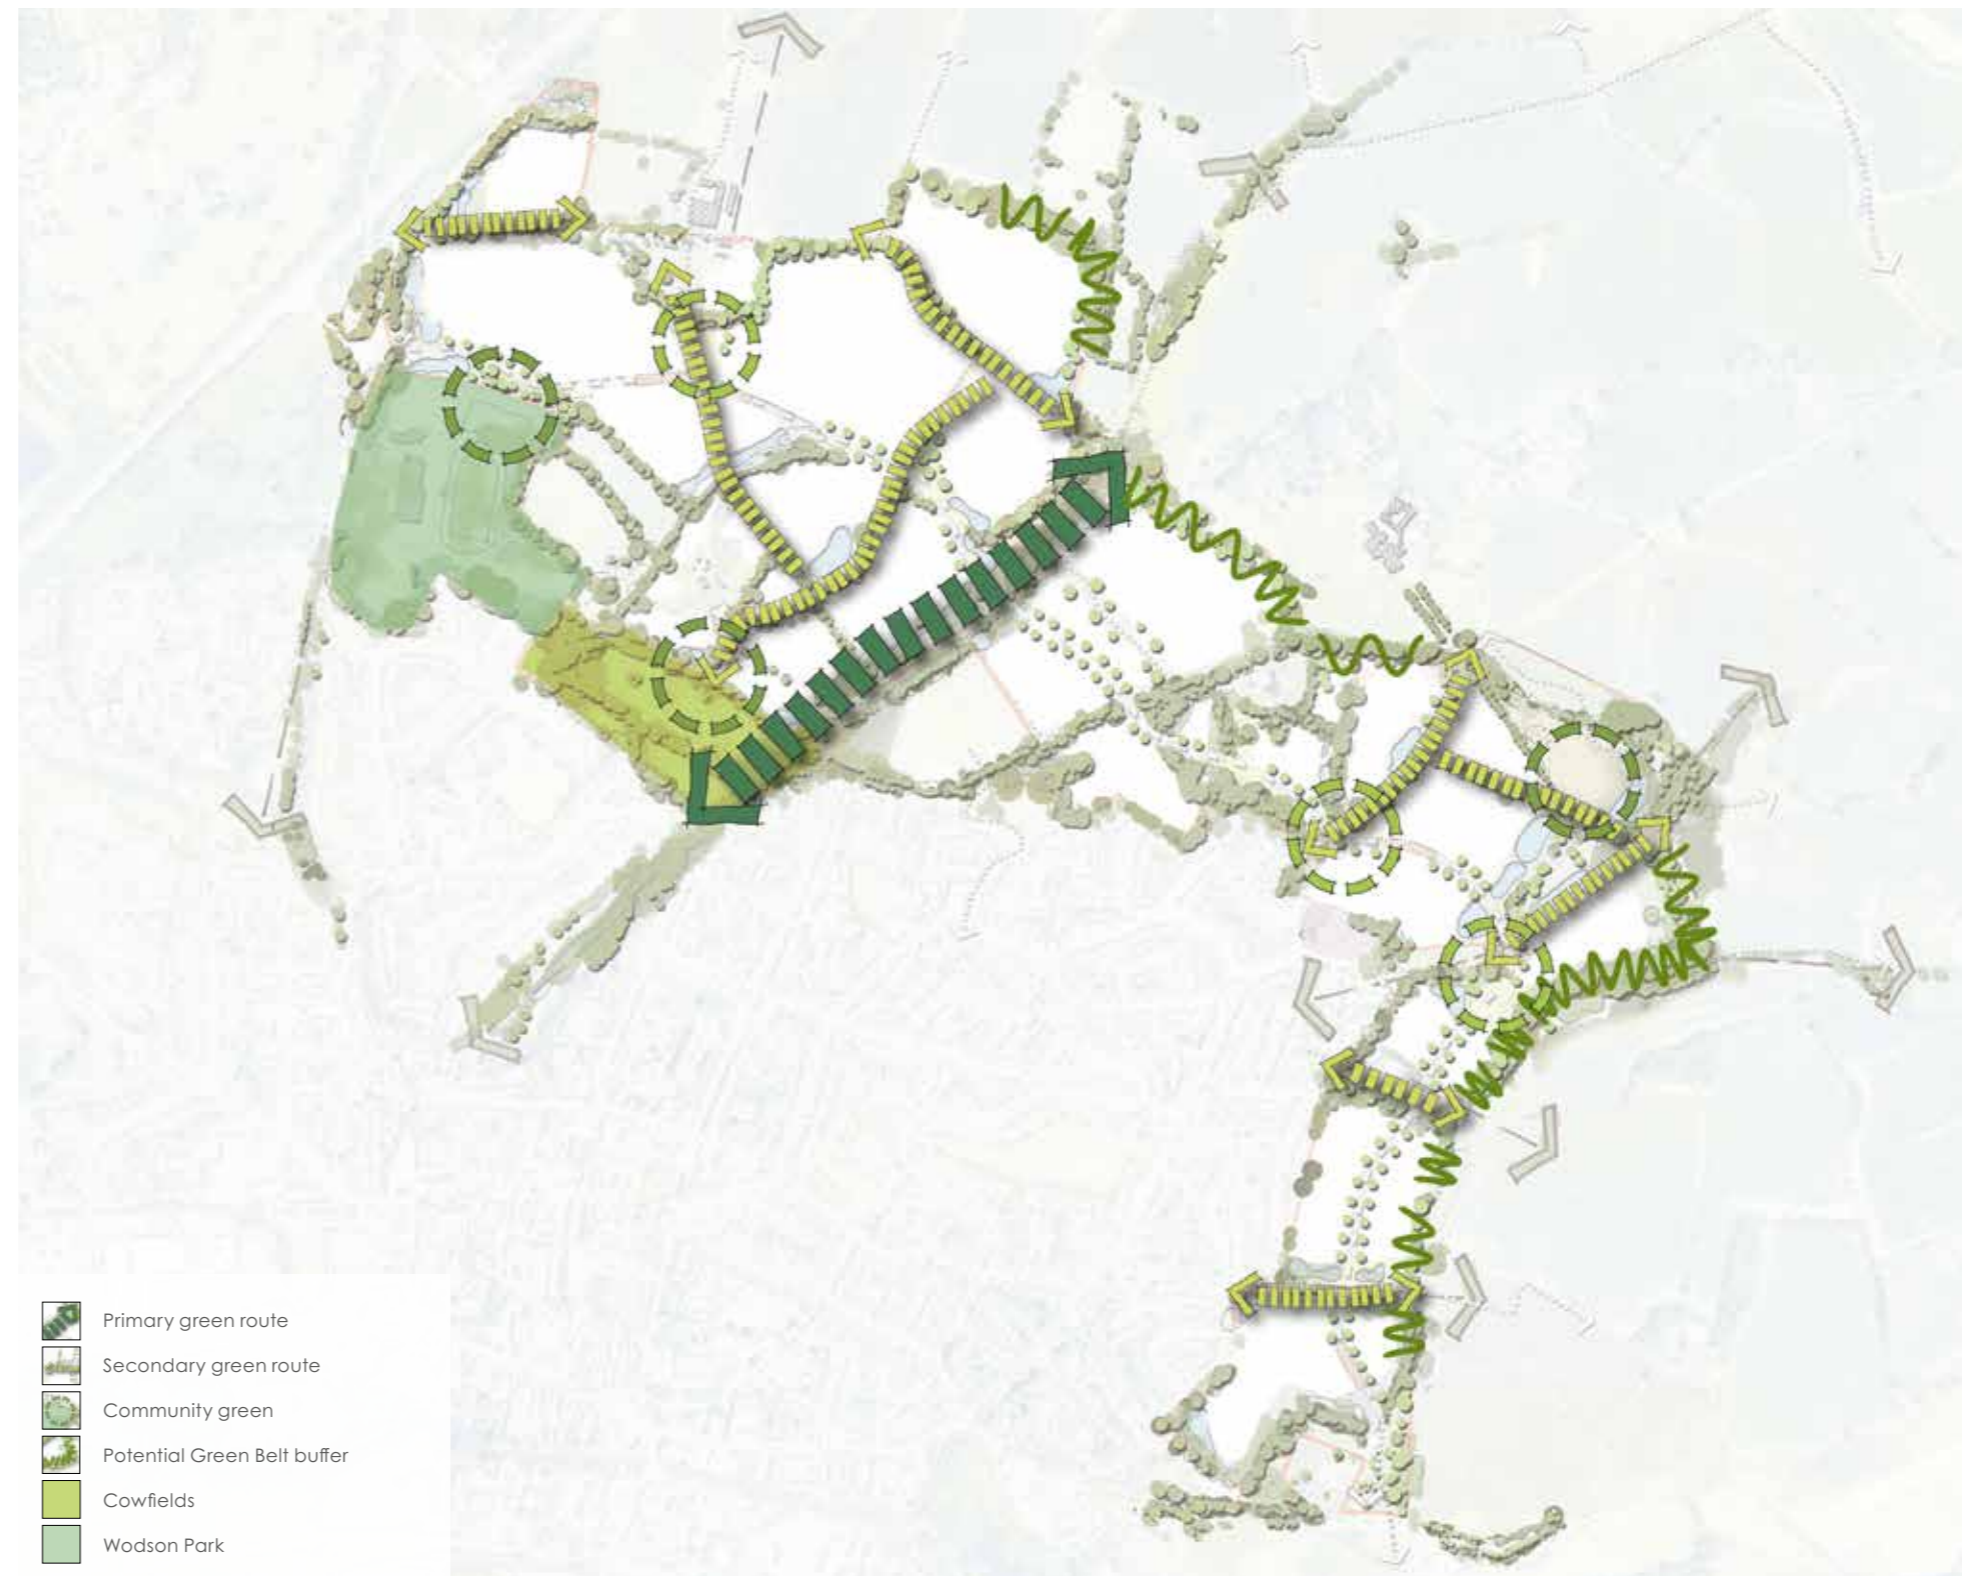 Primary green route
Secondary green route
Community green
Potential Green Belt buffer
Cowfields
Wodson Park